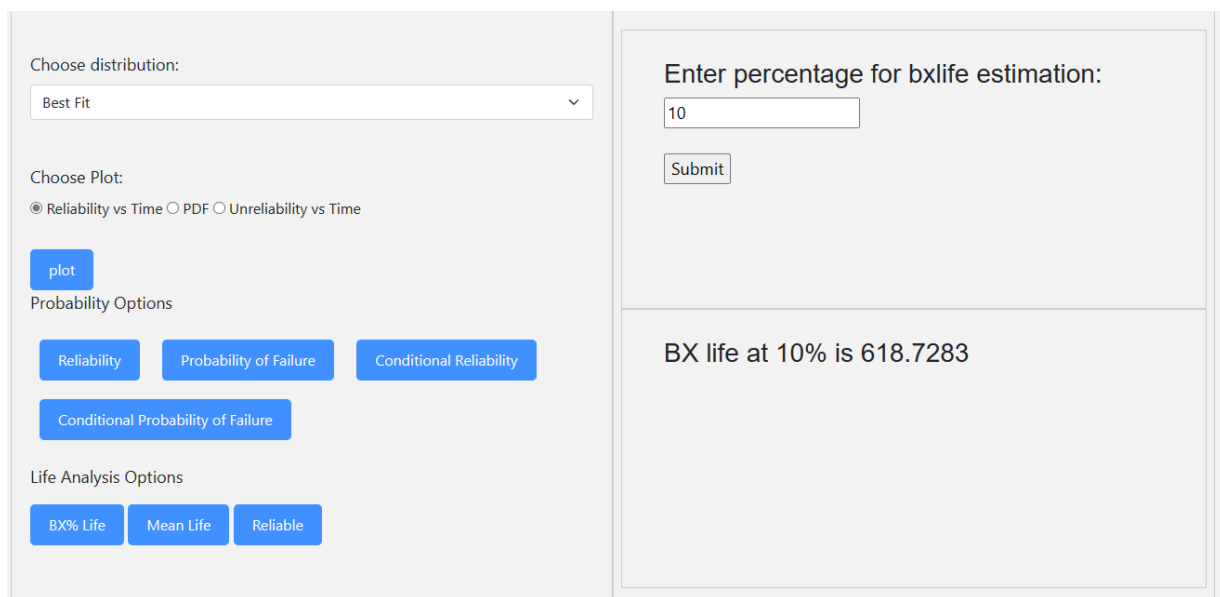 Choose distribution:
Best Fit
Choose Plot:
Reliability vs Time PDF Unreliability vs Time
plot
Probability Options
Reliability Probability of Failure Conditional Reliability
Conditional Probability of Failure
Life Analysis Options
BX% Life Mean Life Reliable
Enter percentage for bxlife estimation:
10
Submit
BX life at 10% is 618.7283